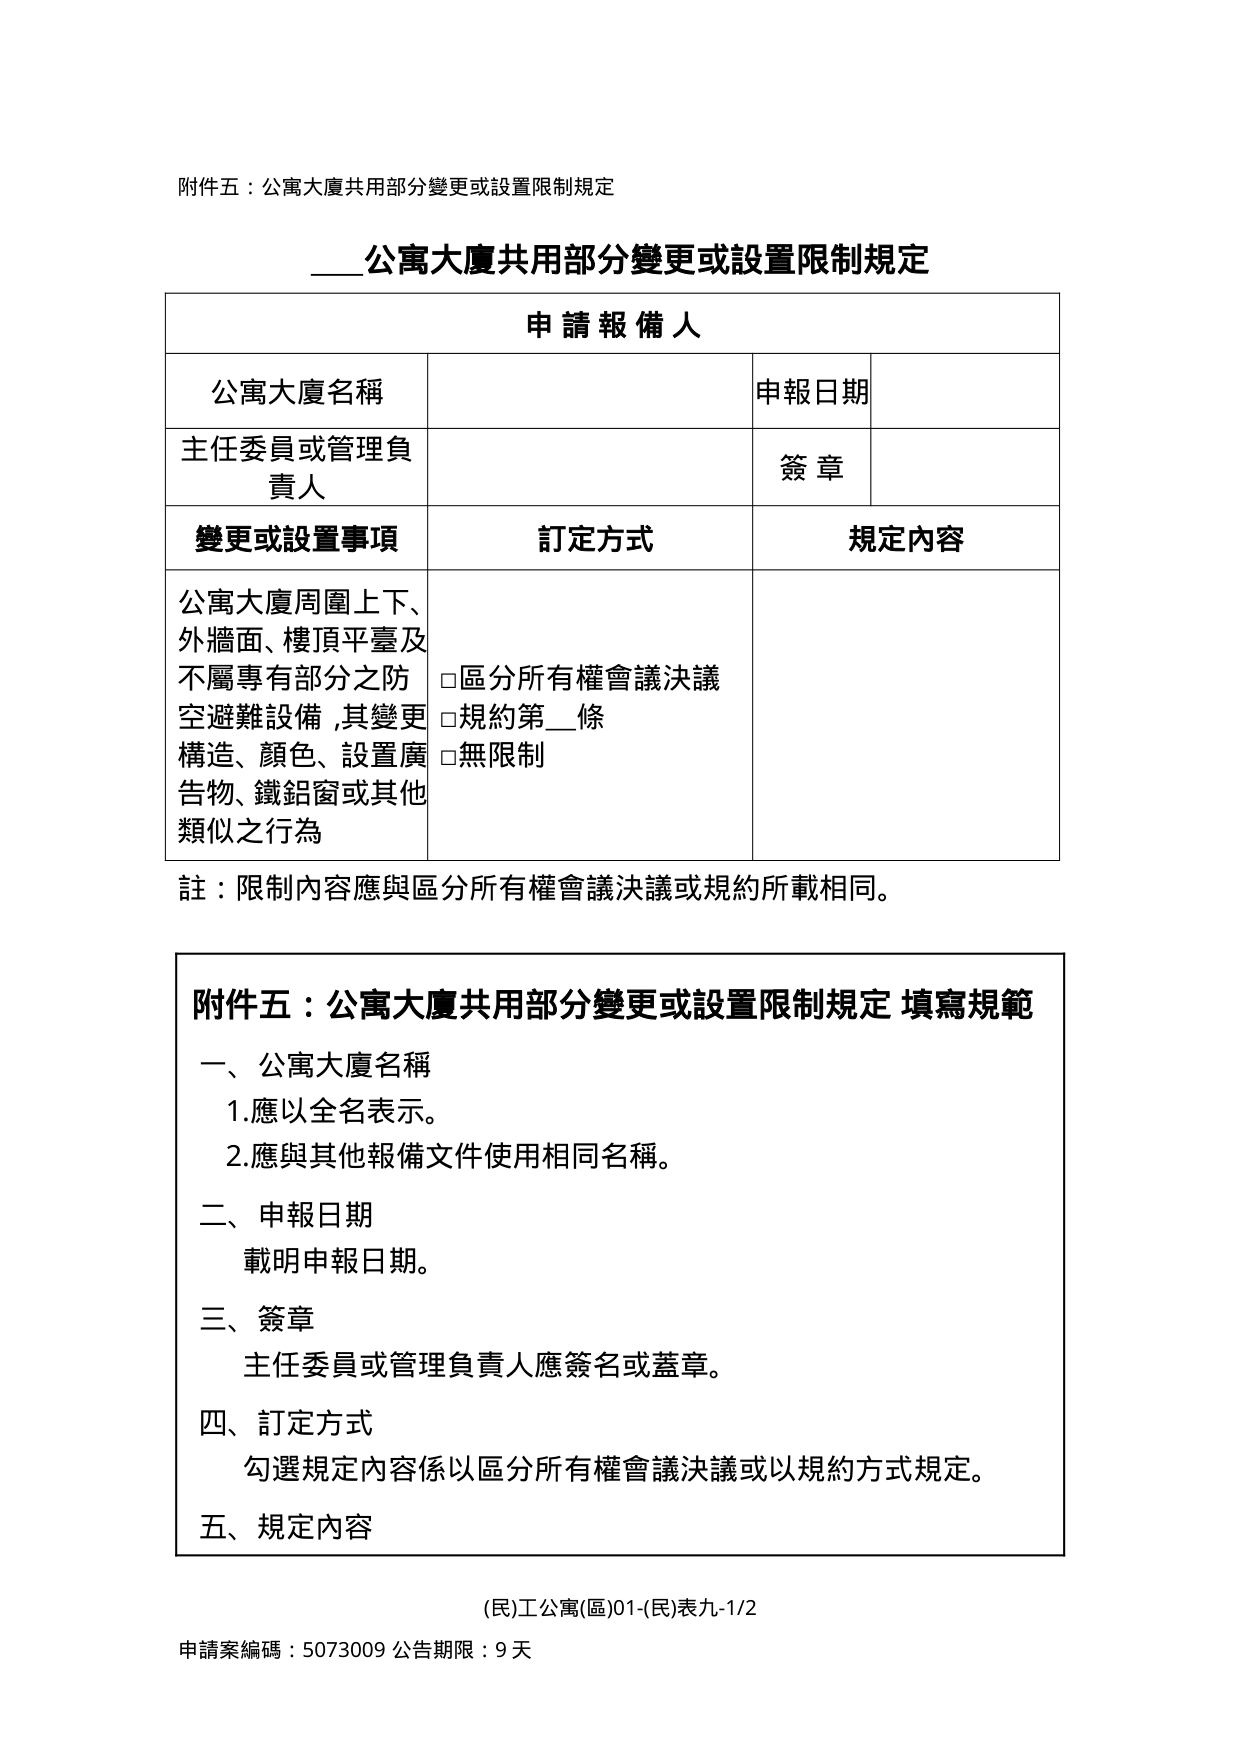 附件五：公寓大廈共用部分變更或設置限制規定
___公寓大廈共用部分變更或設置限制規定
申 請 報 備 人
公寓大廈名稱
申報日期
主任委員或管理負
責人
簽 章
變更或設置事項
訂定方式
規定內容
公寓大廈周圍上下、
外牆面、樓頂平臺及
不屬專有部分之防
空避難設備,其變更
構造、顏色、設置廣
告物、鐵鋁窗或其他
類似之行為
□區分所有權會議決議
□規約第__條
□無限制
註：限制內容應與區分所有權會議決議或規約所載相同。
附件五：公寓大廈共用部分變更或設置限制規定 填寫規範
一、 公寓大廈名稱
1.應以全名表示。
2.應與其他報備文件使用相同名稱。
二、 申報日期
載明申報日期。
三、 簽章
主任委員或管理負責人應簽名或蓋章。
四、 訂定方式
勾選規定內容係以區分所有權會議決議或以規約方式規定。
五、 規定內容
(民)工公寓(區)01-(民)表九-1/2
申請案編碼：5073009 公告期限：9 天